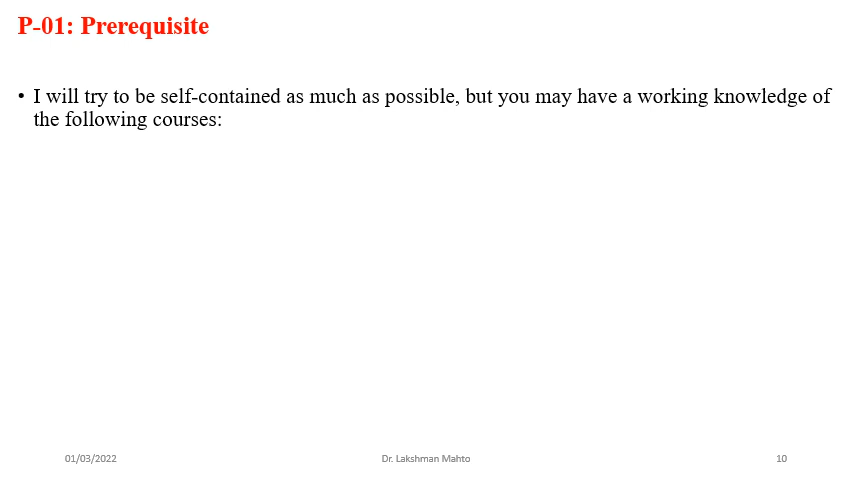 P-01: Prerequisite
• I will try to be self-contained as much as possible, but you may have a working knowledge of
the following courses:
01/03/2022
Dr. Lakshman Mahto
10